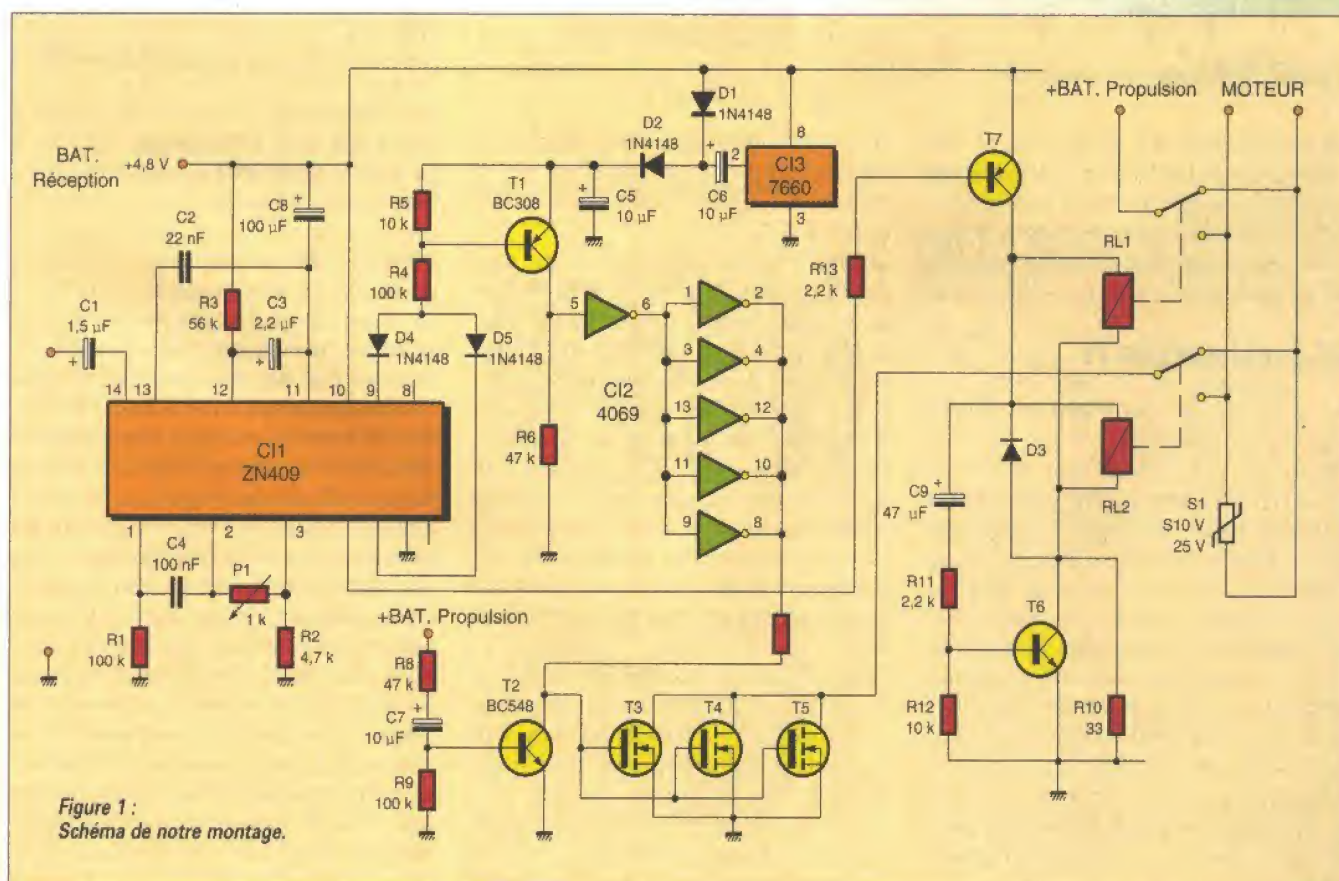 +BAT. Propulsion
MOTEUR
D1
1N4148
D2
1N4148
8
2
CI3
7660
3
T7
BAT.
Réception
+4,8 V
C2
22 nF
C8
100 µF
+
R5
10 k
T1
BC308
+
C5
10 µF
+
C6
10 µF
RL1
R4
100 k
R13
2,2 k
C1
1,5 µF
+
R3
56 k
C3
2,2 µF
+
D4
1N4148
D5
1N4148
5
6
1
2
3
4
13
12
11
10
9
8
CI2
4069
14
13
12
11
10
9
8
CI1
ZN409
R6
47 k
D3
RL2
C9
47 µF
+
S1
S10 V
25 V
1
2
3
C4
100 nF
P1
1 k
R1
100 k
R2
4,7 k
+BAT. Propulsion
R8
47 k
C7
10 µF
+
R9
100 k
T2
BC548
T3
T4
T5
R11
2,2 k
T6
R12
10 k
R10
33
Figure 1 :
Schéma de notre montage.